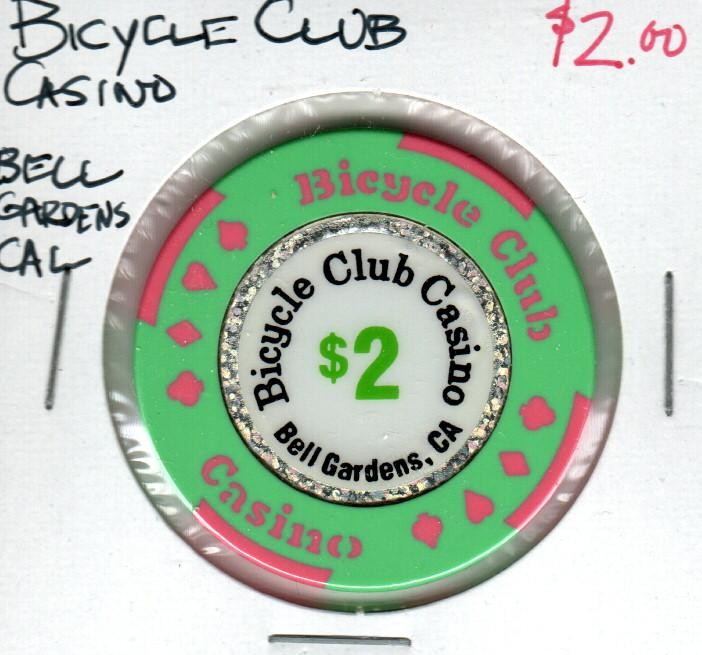 BICYCLE CLUB
CASINO
$2.00
BELL
GARDENS
CAL
Bicycle Club
Casino
Bicycle Club Casino
$2
Bell Gardens, CA